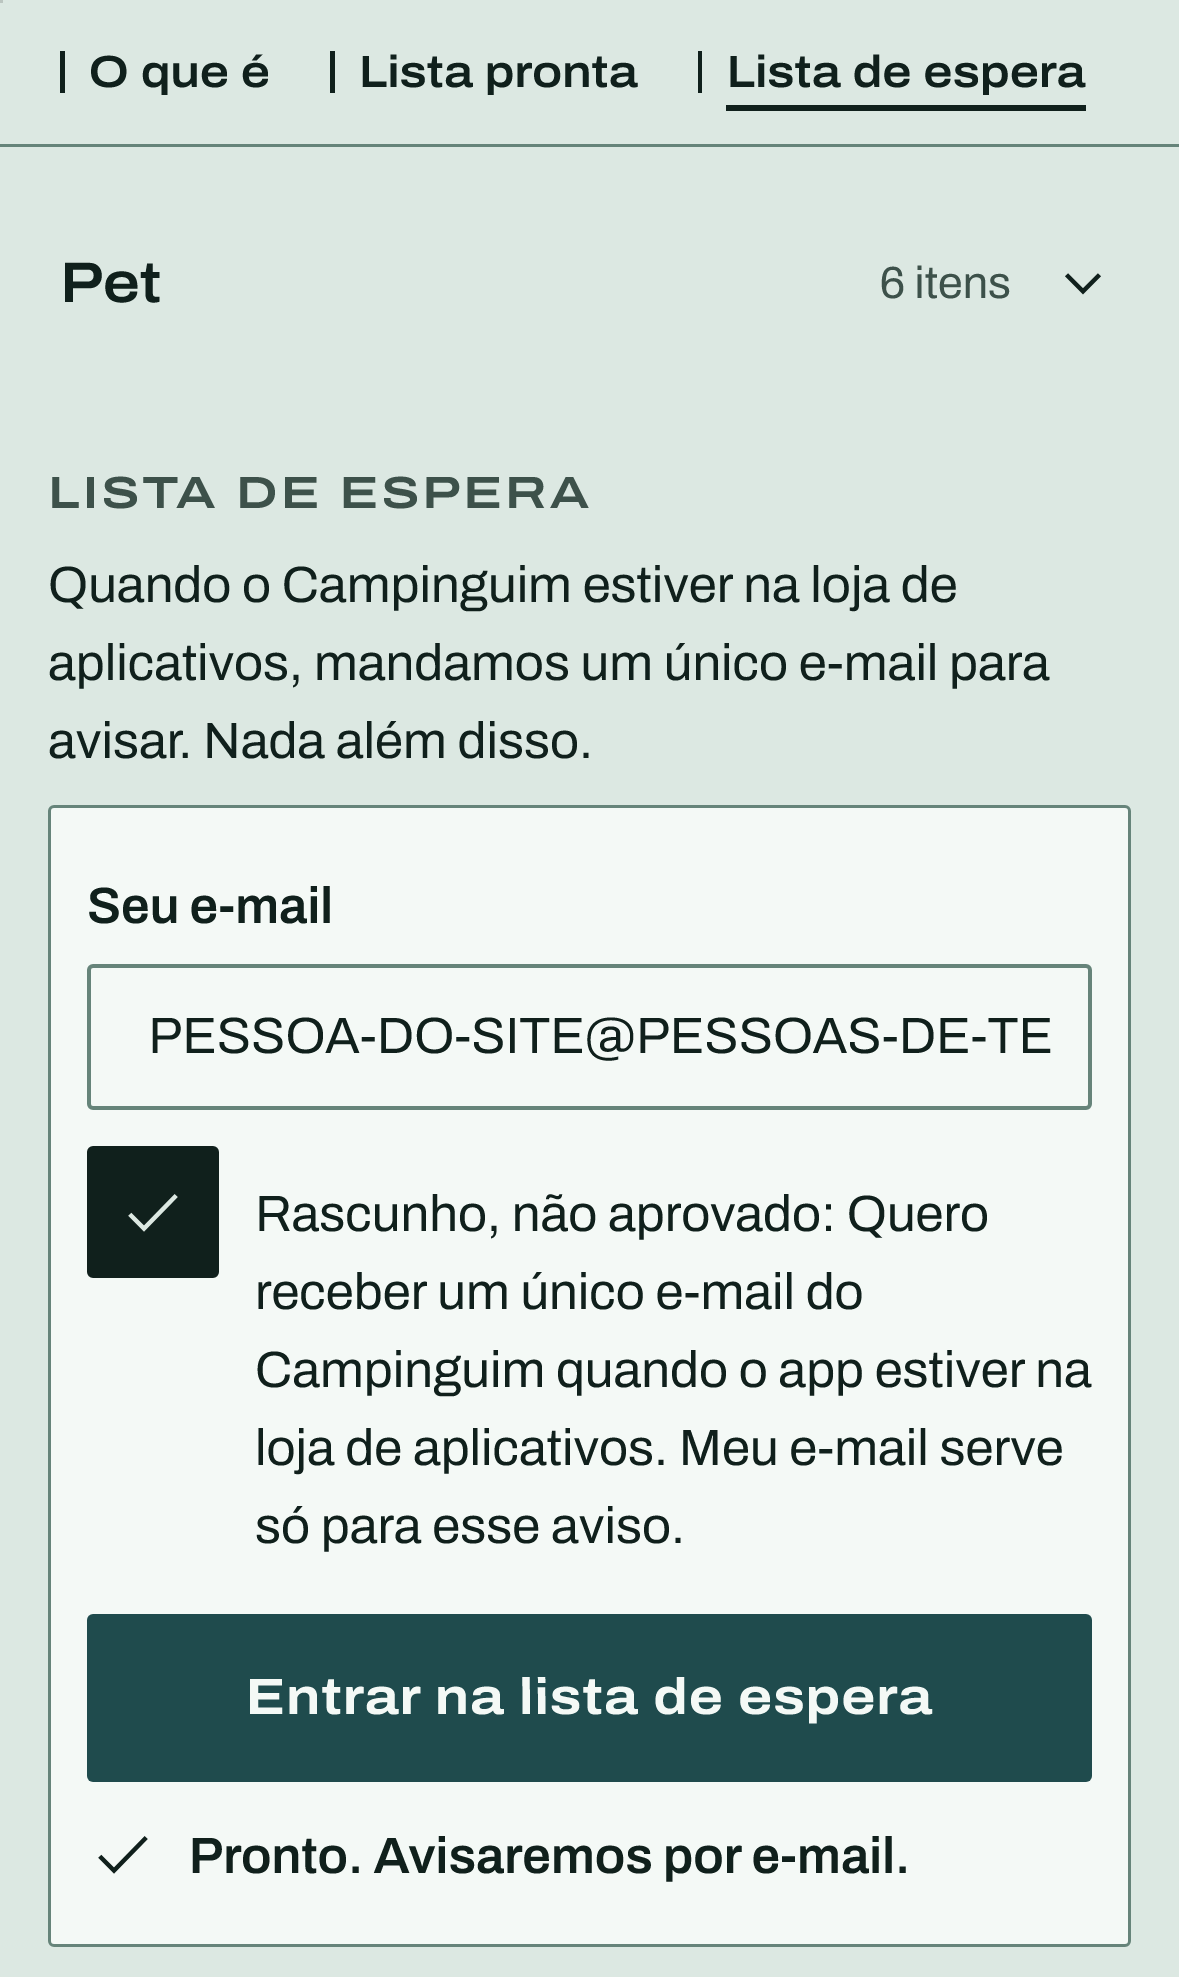 O que é Lista pronta Lista de espera
Pet 6 itens
LISTA DE ESPERA
Quando o Campinguim estiver na loja de
aplicativos, mandamos um único e-mail para
avisar. Nada além disso.
Seu e-mail
PESSOA-DO-SITE@PESSOAS-DE-TE
Rascunho, não aprovado: Quero
receber um único e-mail do
Campinguim quando o app estiver na
loja de aplicativos. Meu e-mail serve
só para esse aviso.
Entrar na lista de espera
Pronto. Avisaremos por e-mail.